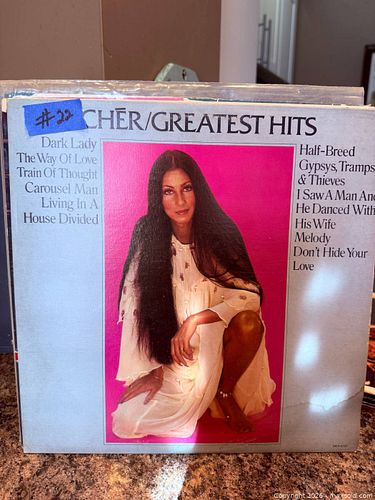 #22
CHĒR/GREATEST HITS
Dark Lady
The Way Of Love
Train Of Thought
Carousel Man
Living In A
House Divided
Half-Breed
Gypsys, Tramps
& Thieves
I Saw A Man And
He Danced With
His Wife
Melody
Don't Hide Your
Love